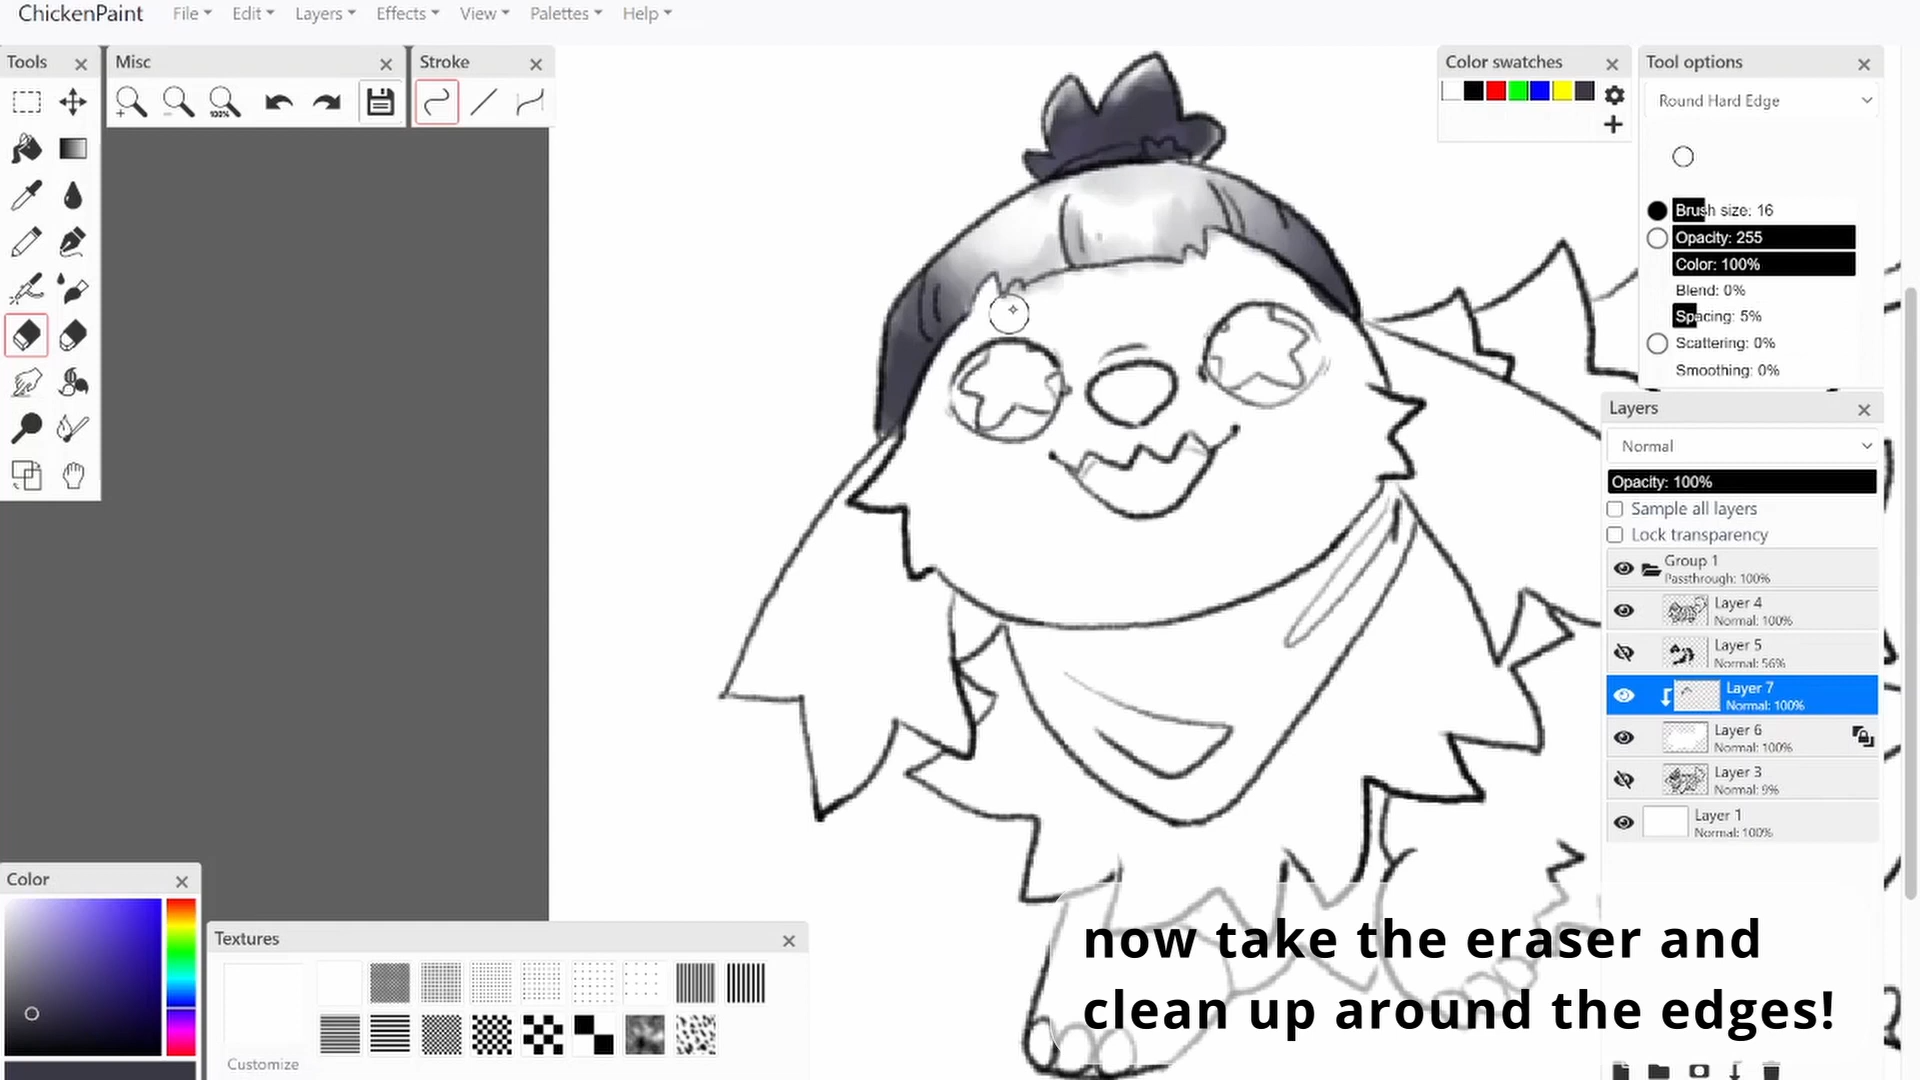 ChickenPaint
File Edit Layers Effects View Palettes Help
Tools
Misc
100%
Stroke
Color swatches
Tool options
Round Hard Edge
Brush size: 16
Opacity: 255
Color: 100%
Blend: 0%
Spacing: 5%
Scattering: 0%
Smoothing: 0%
Layers
Normal
Opacity: 100%
Sample all layers
Lock transparency
Group 1
Passthrough: 100%
Layer 4
Normal: 100%
Layer 5
Normal: 56%
Layer 7
Normal: 100%
Layer 6
Normal: 100%
Layer 3
Normal: 9%
Layer 1
Normal: 100%
Color
Textures
Customize
now take the eraser and
clean up around the edges!